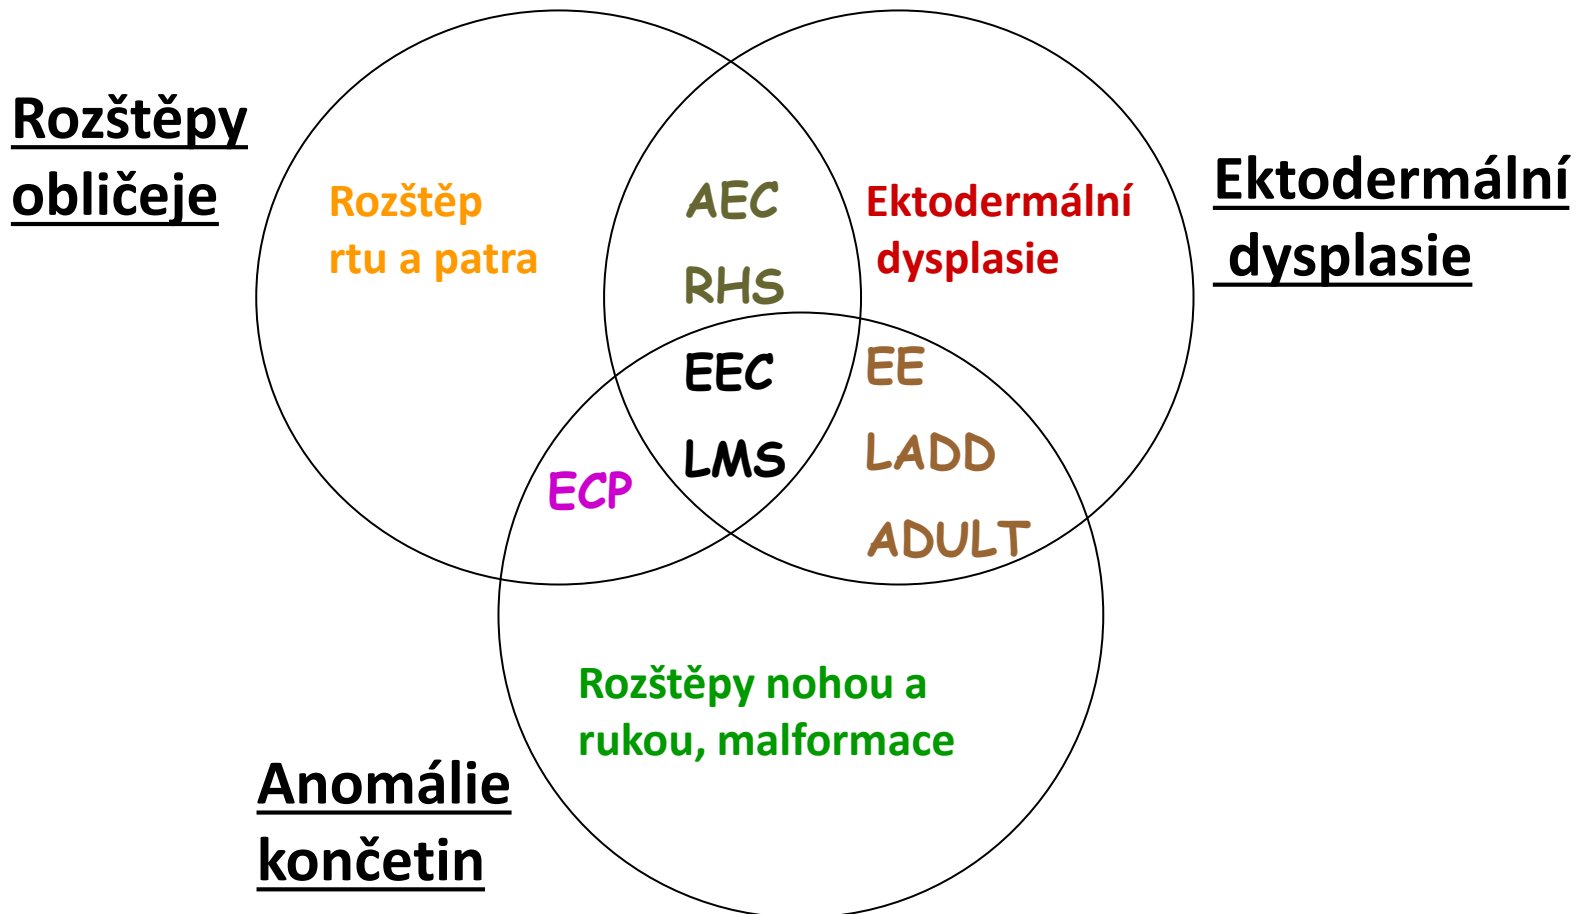 Rozštěpy
obličeje
Rozštěp
rtu a patra
AEC
RHS
Ektodermální
dysplasie
Ektodermální
dysplasie
EEC
LMS
EE
LADD
ADULT
ECP
Rozštěpy nohou a
rukou, malformace
Anomálie
končetin